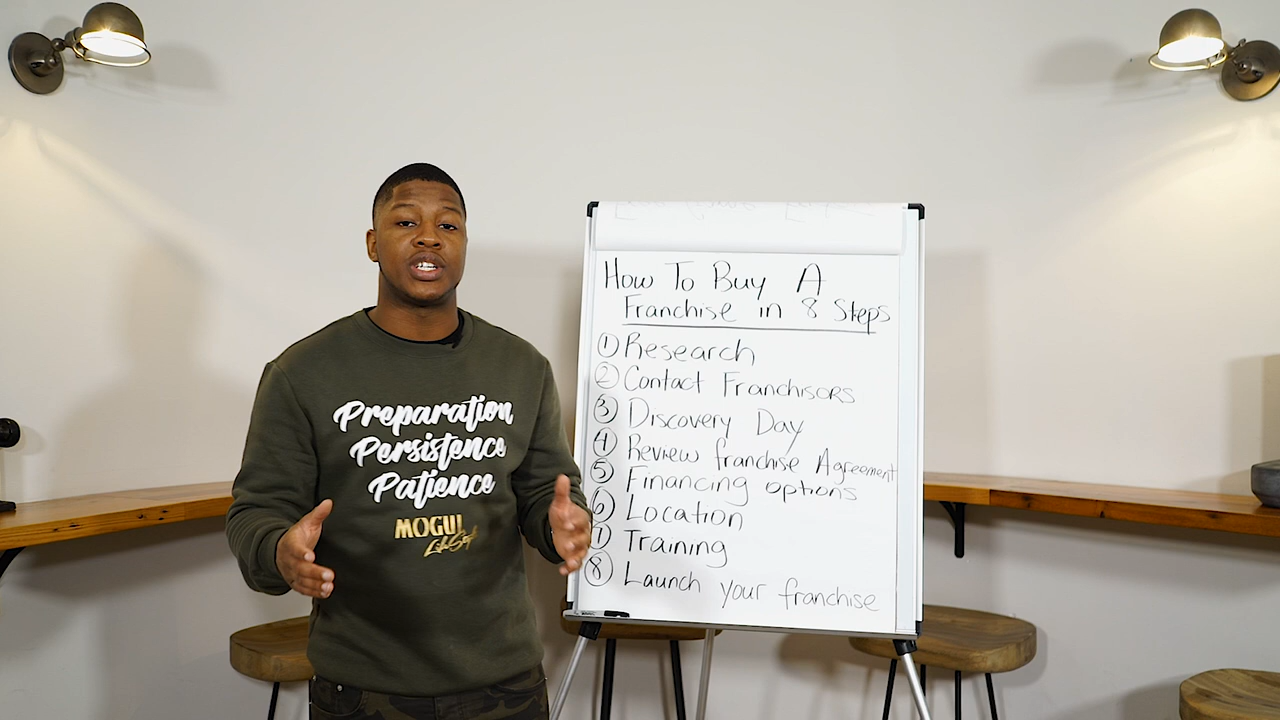 Preparation
Persistence
Patience
MOGUL
How To Buy A
Franchise in 8 Steps
① Research
② Contact Franchisors
③ Discovery Day
④ Review franchise Agreement
⑤ Financing options
⑥ Location
⑦ Training
⑧ Launch your franchise